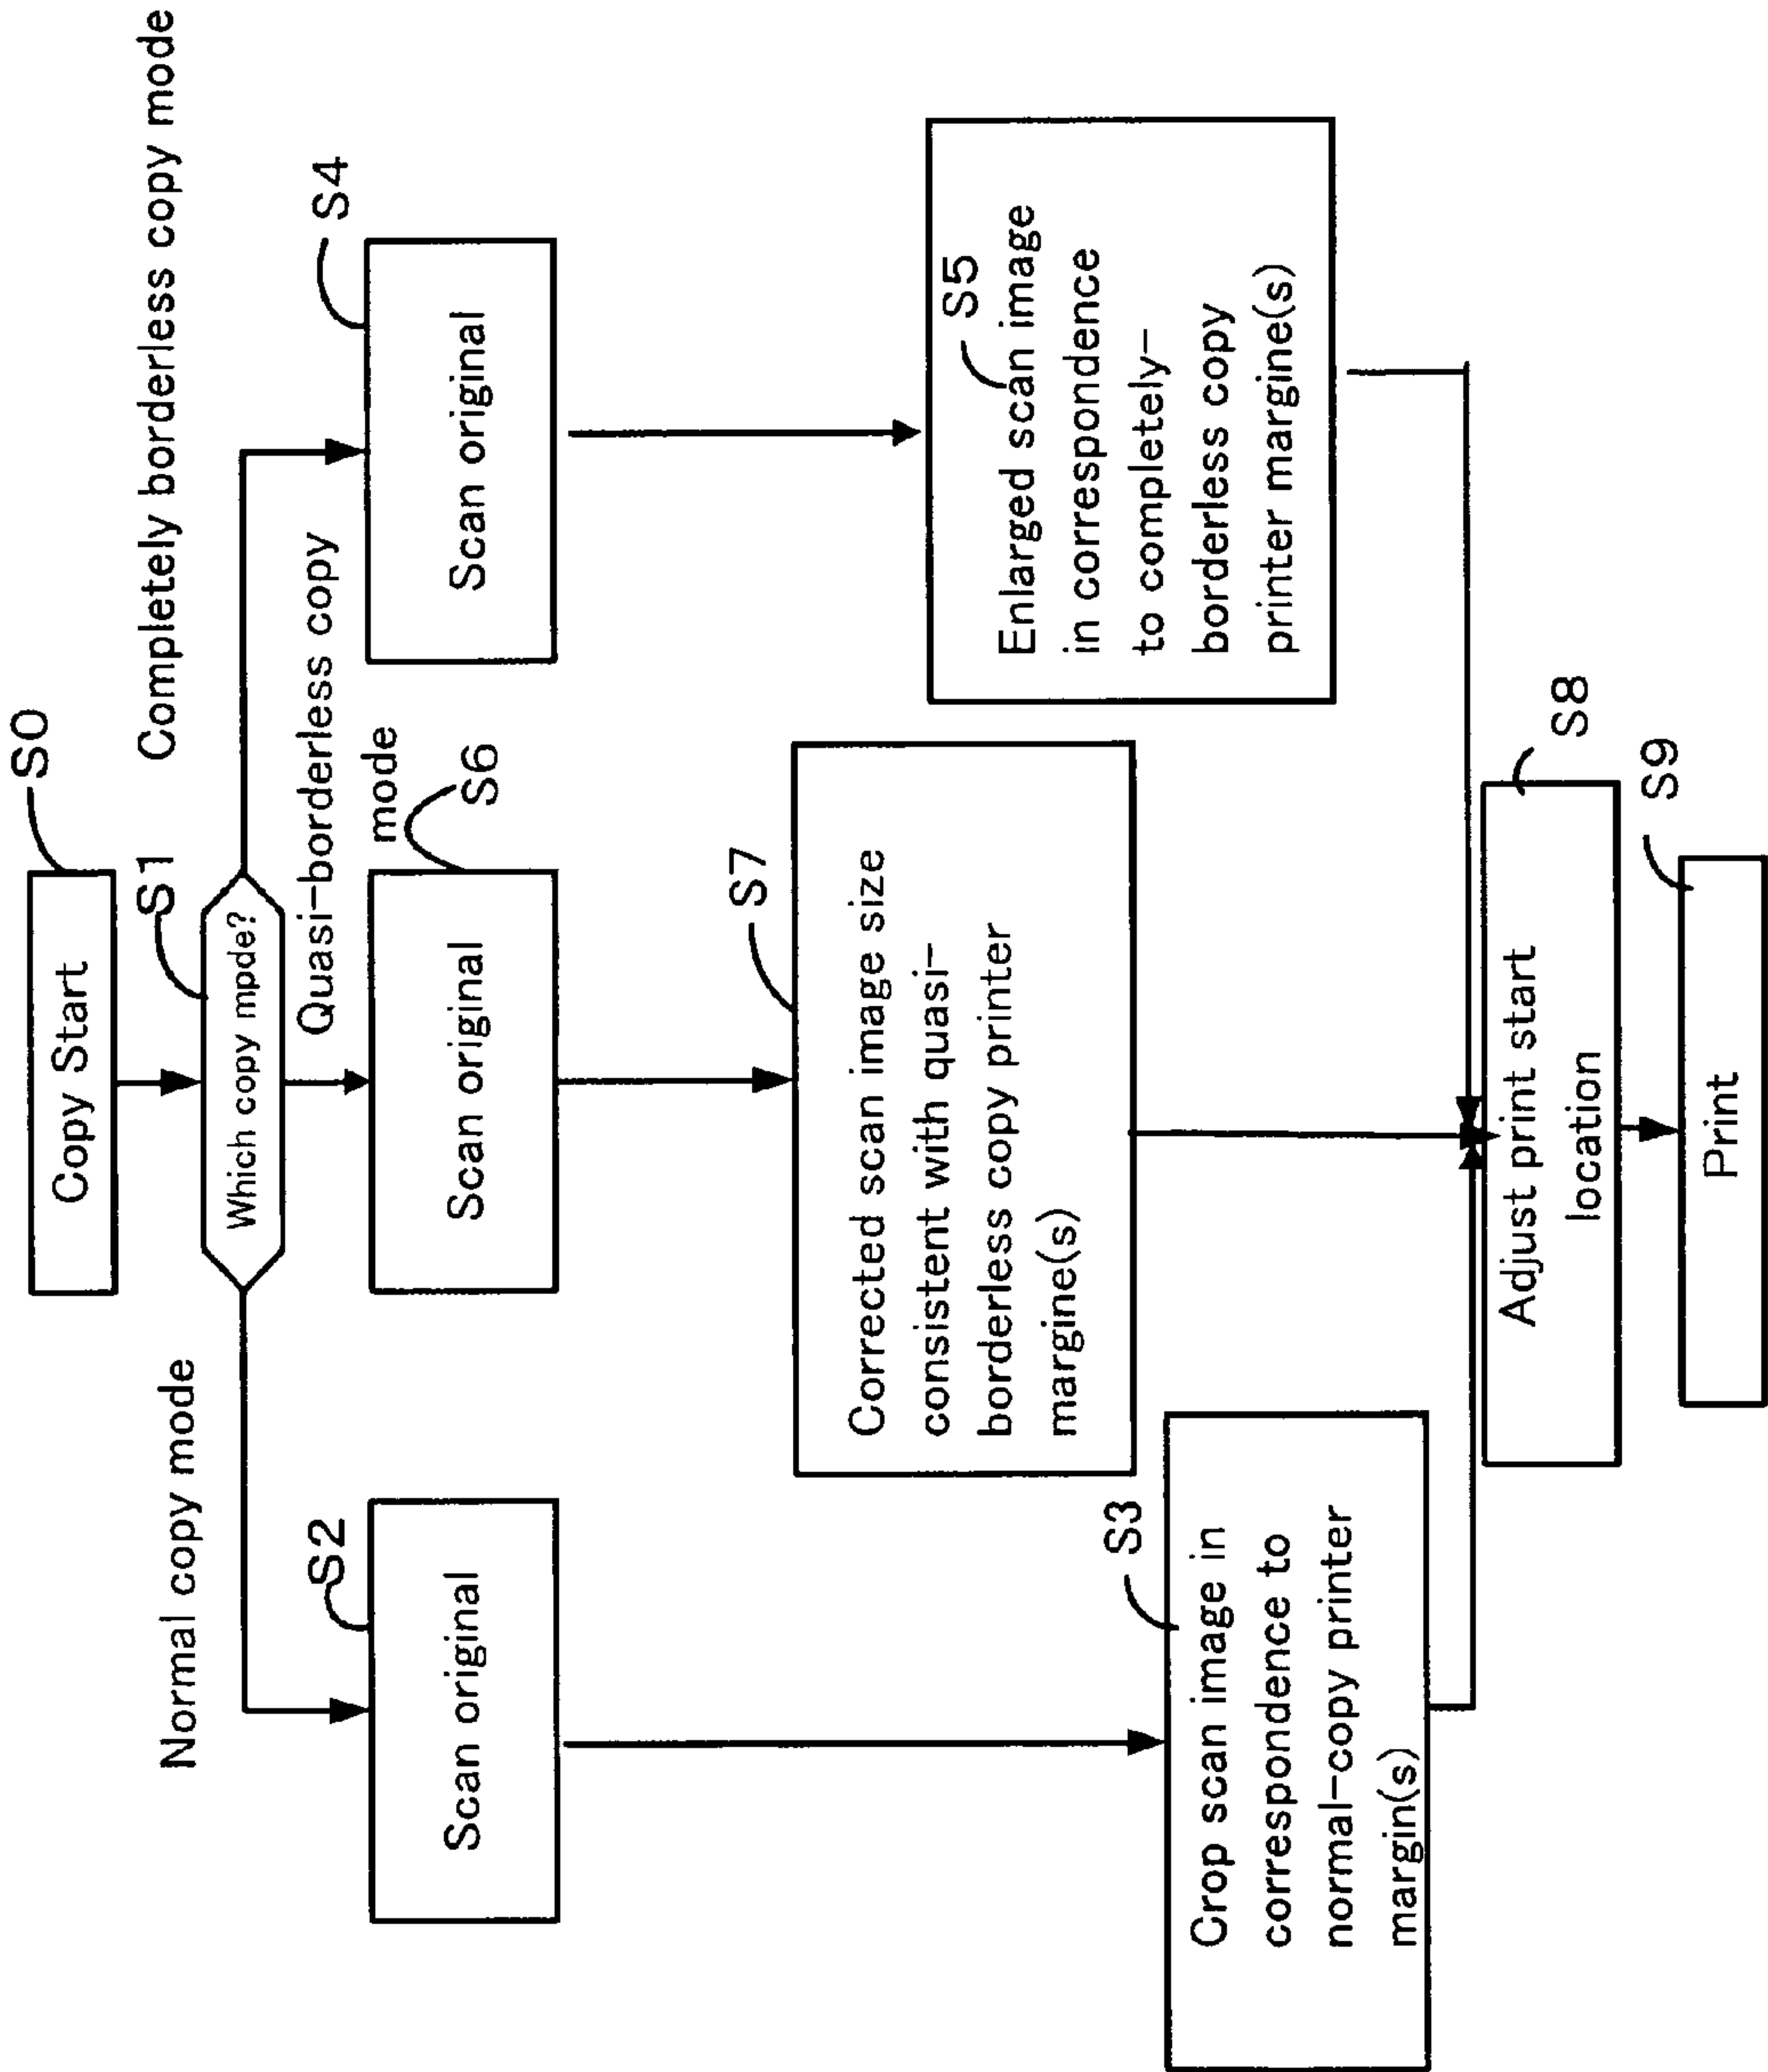 S0
Copy Start
S1
Which copy mpde?
Normal copy mode
Quasi-borderless copy
mode
Completely borderless copy mode
S2
Scan original
S6
Scan original
S4
Scan original
S3
Crop scan image in
correspondence to
normal-copy printer
margin(s)
S7
Corrected scan image size
consistent with quasi-
borderless copy printer
margine(s)
S5
Enlarged scan image
in correspondence
to completely-
borderless copy
printer margine(s)
S8
Adjust print start
location
S9
Print